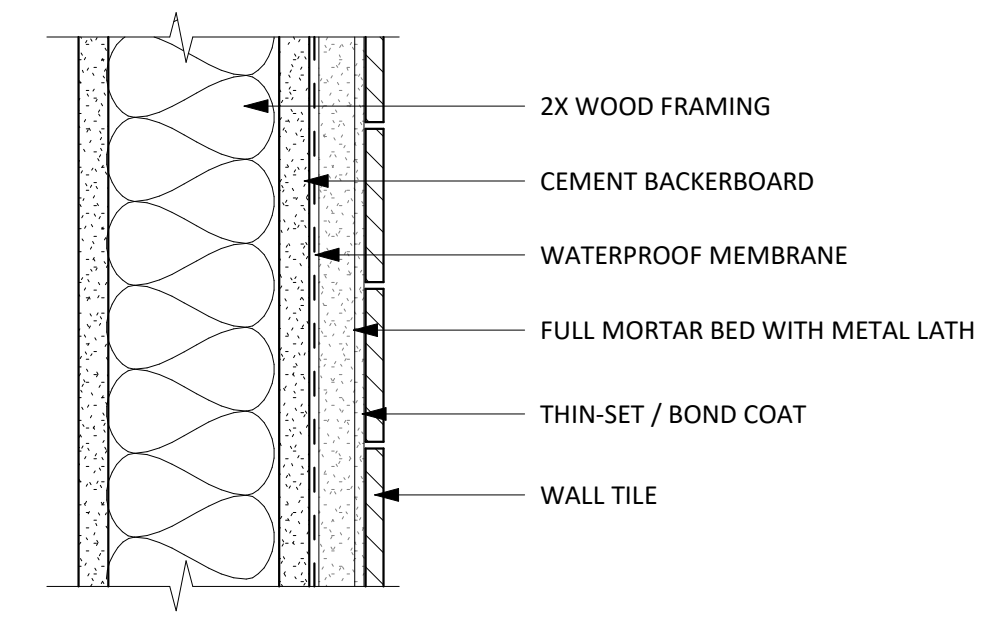 2X WOOD FRAMING
CEMENT BACKERBOARD
WATERPROOF MEMBRANE
FULL MORTAR BED WITH METAL LATH
THIN-SET / BOND COAT
WALL TILE